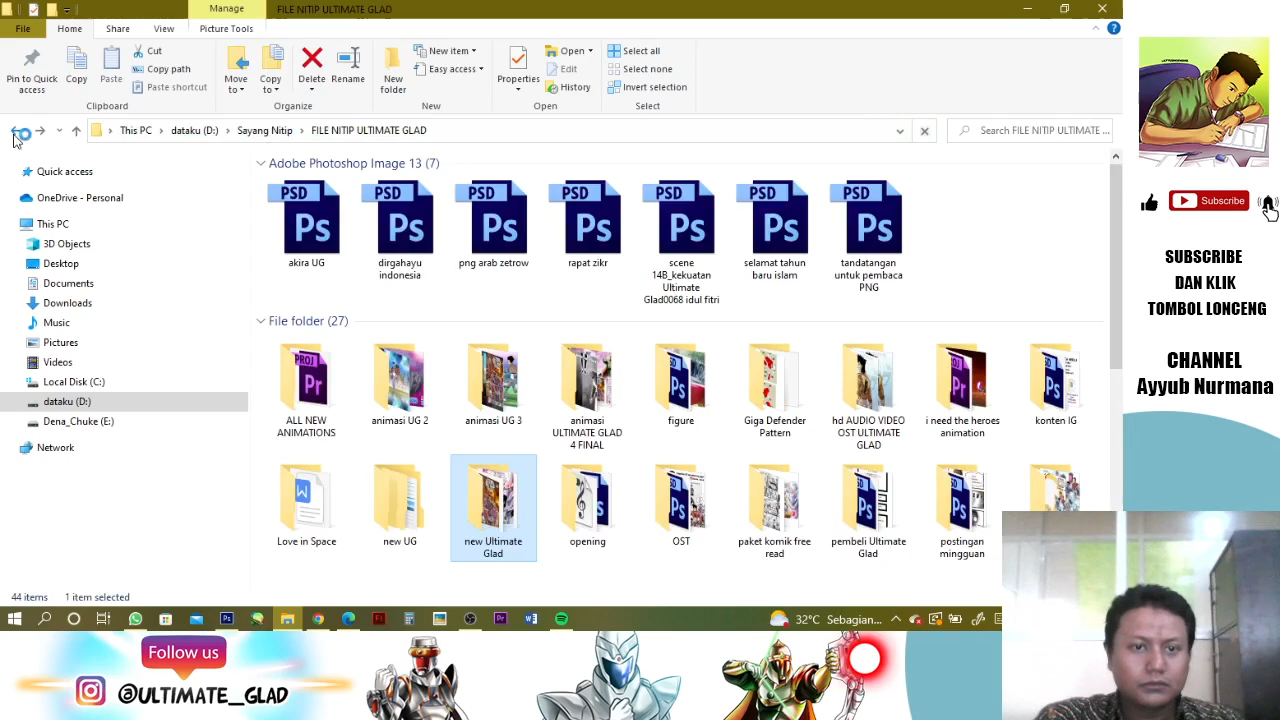 Manage
FILE NITIP ULTIMATE GLAD
File
Home
Share
View
Picture Tools
Pin to Quick access
Copy
Paste
Cut
Copy path
Paste shortcut
Clipboard
Move to
Copy to
Delete
Rename
Organize
New folder
New item
Easy access
New
Properties
Open
Edit
History
Open
Select all
Select none
Invert selection
Select
This PC
dataku (D:)
Sayang Nitip
FILE NITIP ULTIMATE GLAD
Search FILE NITIP ULTIMATE ...
Quick access
OneDrive - Personal
This PC
3D Objects
Desktop
Documents
Downloads
Music
Pictures
Videos
Local Disk (C:)
dataku (D:)
Dena_Chuke (E:)
Network
Adobe Photoshop Image 13 (7)
akira UG
dirgahayu indonesia
png arab zetrow
rapat zikr
scene 14B_kekuatan Ultimate Glad0068 idul fitri
selamat tahun baru islam
tandatangan untuk pembaca PNG
File folder (27)
ALL NEW ANIMATIONS
animasi UG 2
animasi UG 3
animasi ULTIMATE GLAD 4 FINAL
figure
Giga Defender Pattern
hd AUDIO VIDEO OST ULTIMATE GLAD
i need the heroes animation
konten IG
Love in Space
new UG
new Ultimate Glad
opening
OST
paket komik free read
pembeli Ultimate Glad
postingan mingguan
44 items
1 item selected
32°C Sebagian...
Subscribe
SUBSCRIBE
DAN KLIK
TOMBOL LONCENG
CHANNEL
Ayyub Nurmana
Follow us
@ULTIMATE_GLAD